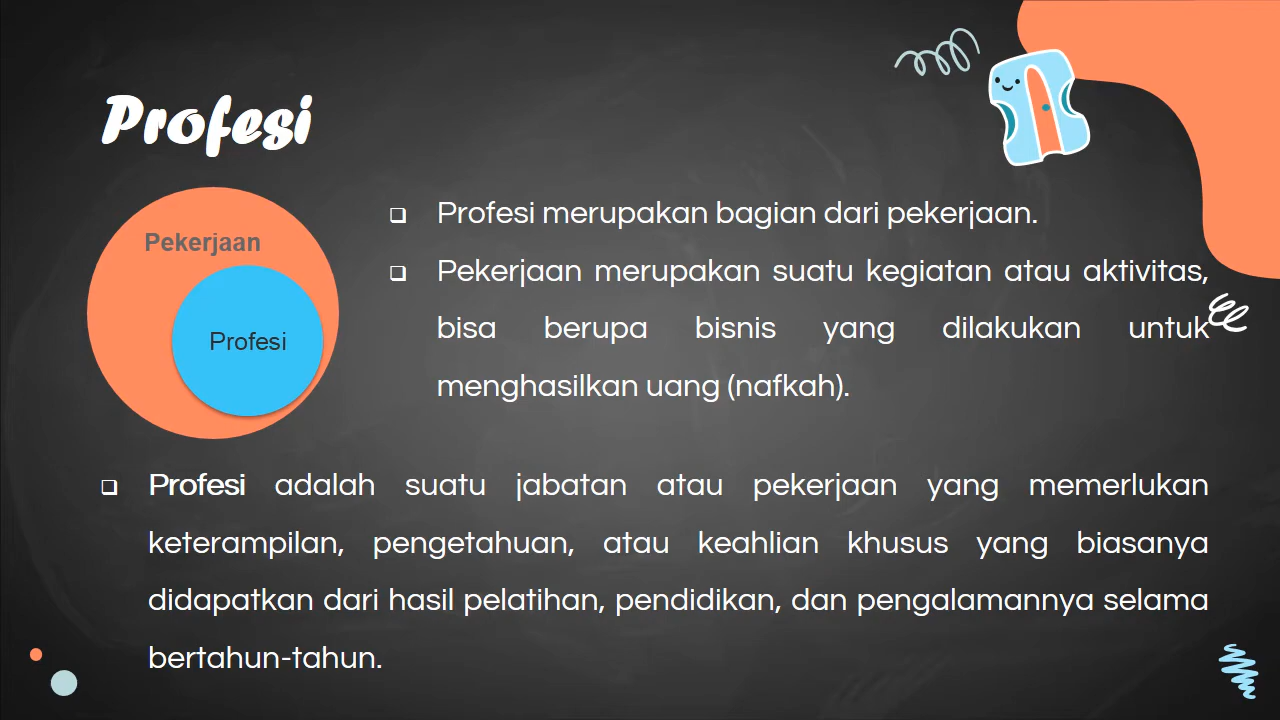 Profesi
Pekerjaan
Profesi
❑ Profesi merupakan bagian dari pekerjaan.
❑ Pekerjaan merupakan suatu kegiatan atau aktivitas,
bisa berupa bisnis yang dilakukan untuk
menghasilkan uang (nafkah).
❑ Profesi adalah suatu jabatan atau pekerjaan yang memerlukan
keterampilan, pengetahuan, atau keahlian khusus yang biasanya
didapatkan dari hasil pelatihan, pendidikan, dan pengalamannya selama
bertahun-tahun.